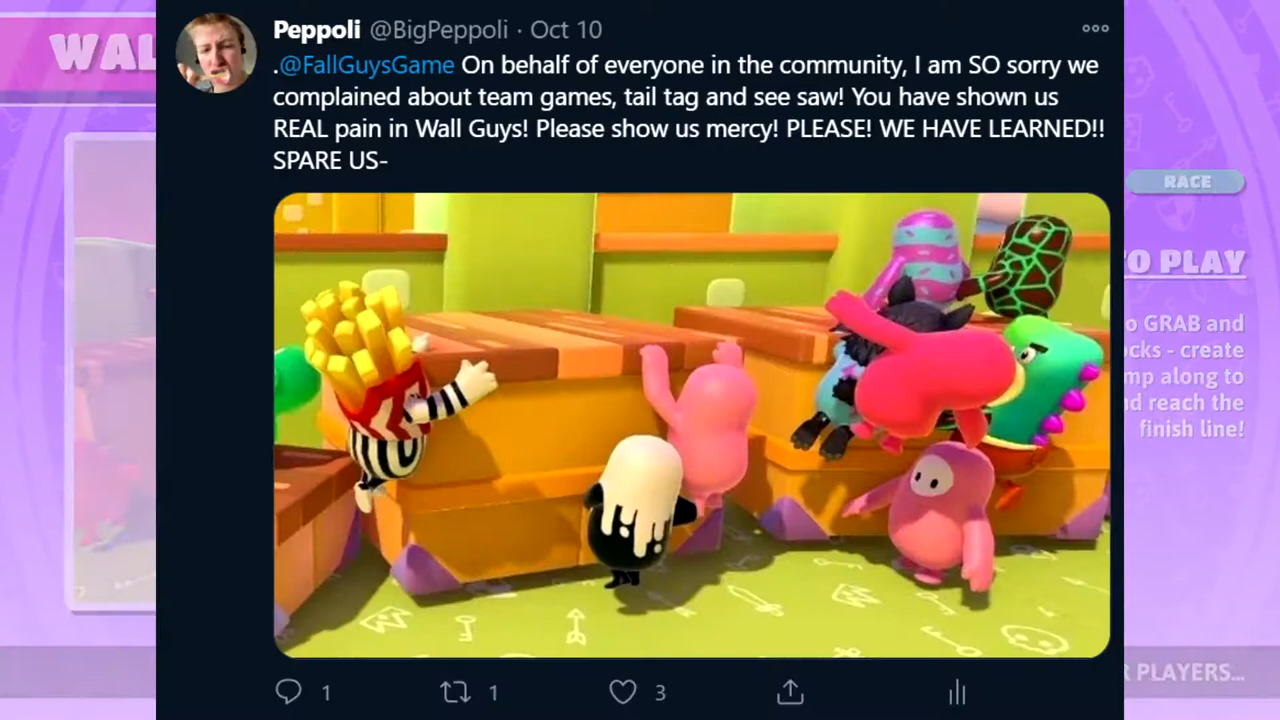 WAL
Peppoli @BigPeppoli · Oct 10
.@FallGuysGame On behalf of everyone in the community, I am SO sorry we
complained about team games, tail tag and see saw! You have shown us
REAL pain in Wall Guys! Please show us mercy! PLEASE! WE HAVE LEARNED!!
SPARE US-
RACE
O PLAY
o GRAB and
ocks - create
mp along to
nd reach the
finish line!
1 1 3
R PLAYERS...